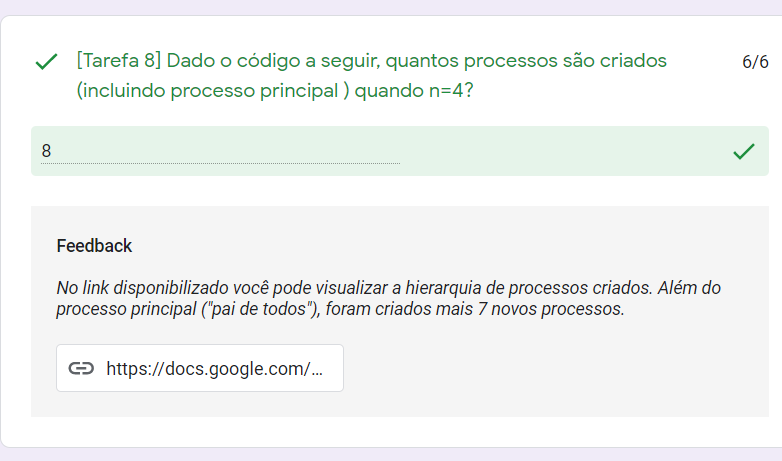 [Tarefa 8] Dado o código a seguir, quantos processos são criados
(incluindo processo principal ) quando n=4?
6/6
8
Feedback
No link disponibilizado você pode visualizar a hierarquia de processos criados. Além do
processo principal ("pai de todos"), foram criados mais 7 novos processos.
https://docs.google.com/...